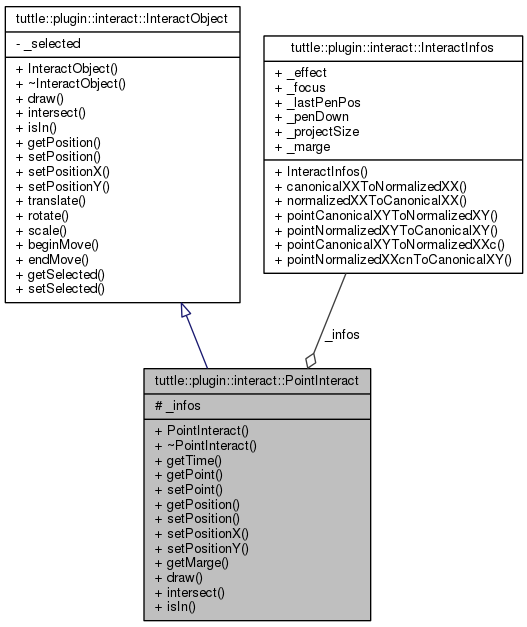 tuttle::plugin::interact::InteractObject
- _selected
+ InteractObject()
+ ~InteractObject()
+ draw()
+ intersect()
+ isIn()
+ getPosition()
+ setPosition()
+ setPositionX()
+ setPositionY()
+ translate()
+ rotate()
+ scale()
+ beginMove()
+ endMove()
+ getSelected()
+ setSelected()
tuttle::plugin::interact::InteractInfos
+ _effect
+ _focus
+ _lastPenPos
+ _penDown
+ _projectSize
+ _marge
+ InteractInfos()
+ canonicalXXToNormalizedXX()
+ normalizedXXToCanonicalXX()
+ pointCanonicalXYToNormalizedXY()
+ pointNormalizedXYToCanonicalXY()
+ pointCanonicalXYToNormalizedXXc()
+ pointNormalizedXXcnToCanonicalXY()
_infos
tuttle::plugin::interact::PointInteract
# _infos
+ PointInteract()
+ ~PointInteract()
+ getTime()
+ getPoint()
+ setPoint()
+ getPosition()
+ setPosition()
+ setPositionX()
+ setPositionY()
+ getMarge()
+ draw()
+ intersect()
+ isIn()